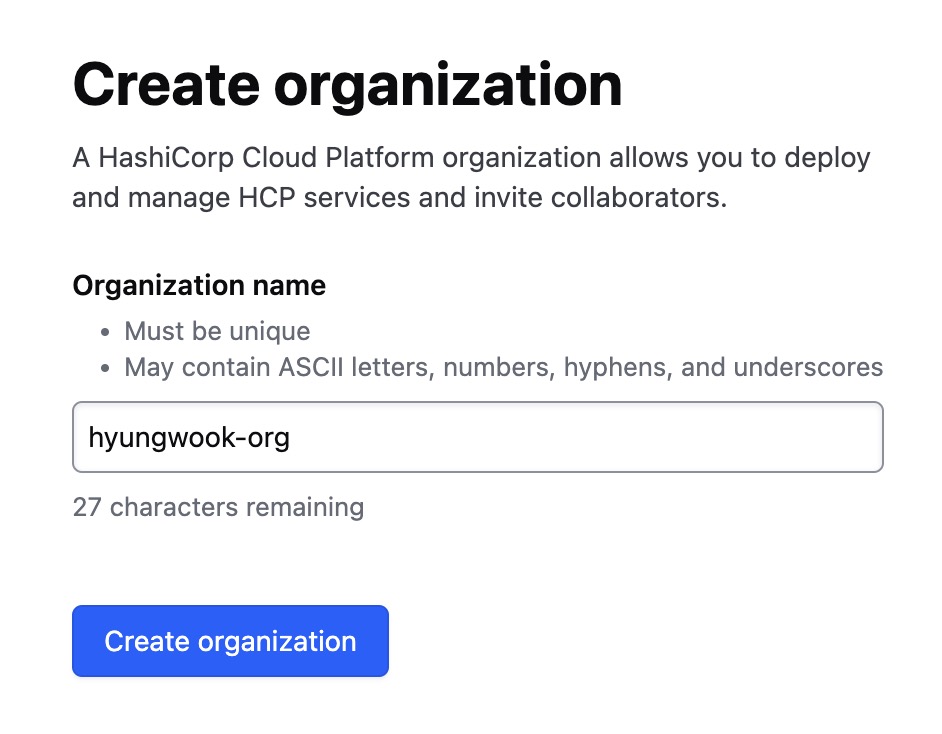 Create organization
A HashiCorp Cloud Platform organization allows you to deploy
and manage HCP services and invite collaborators.
Organization name
• Must be unique
• May contain ASCII letters, numbers, hyphens, and underscores
hyungwook-org
27 characters remaining
Create organization